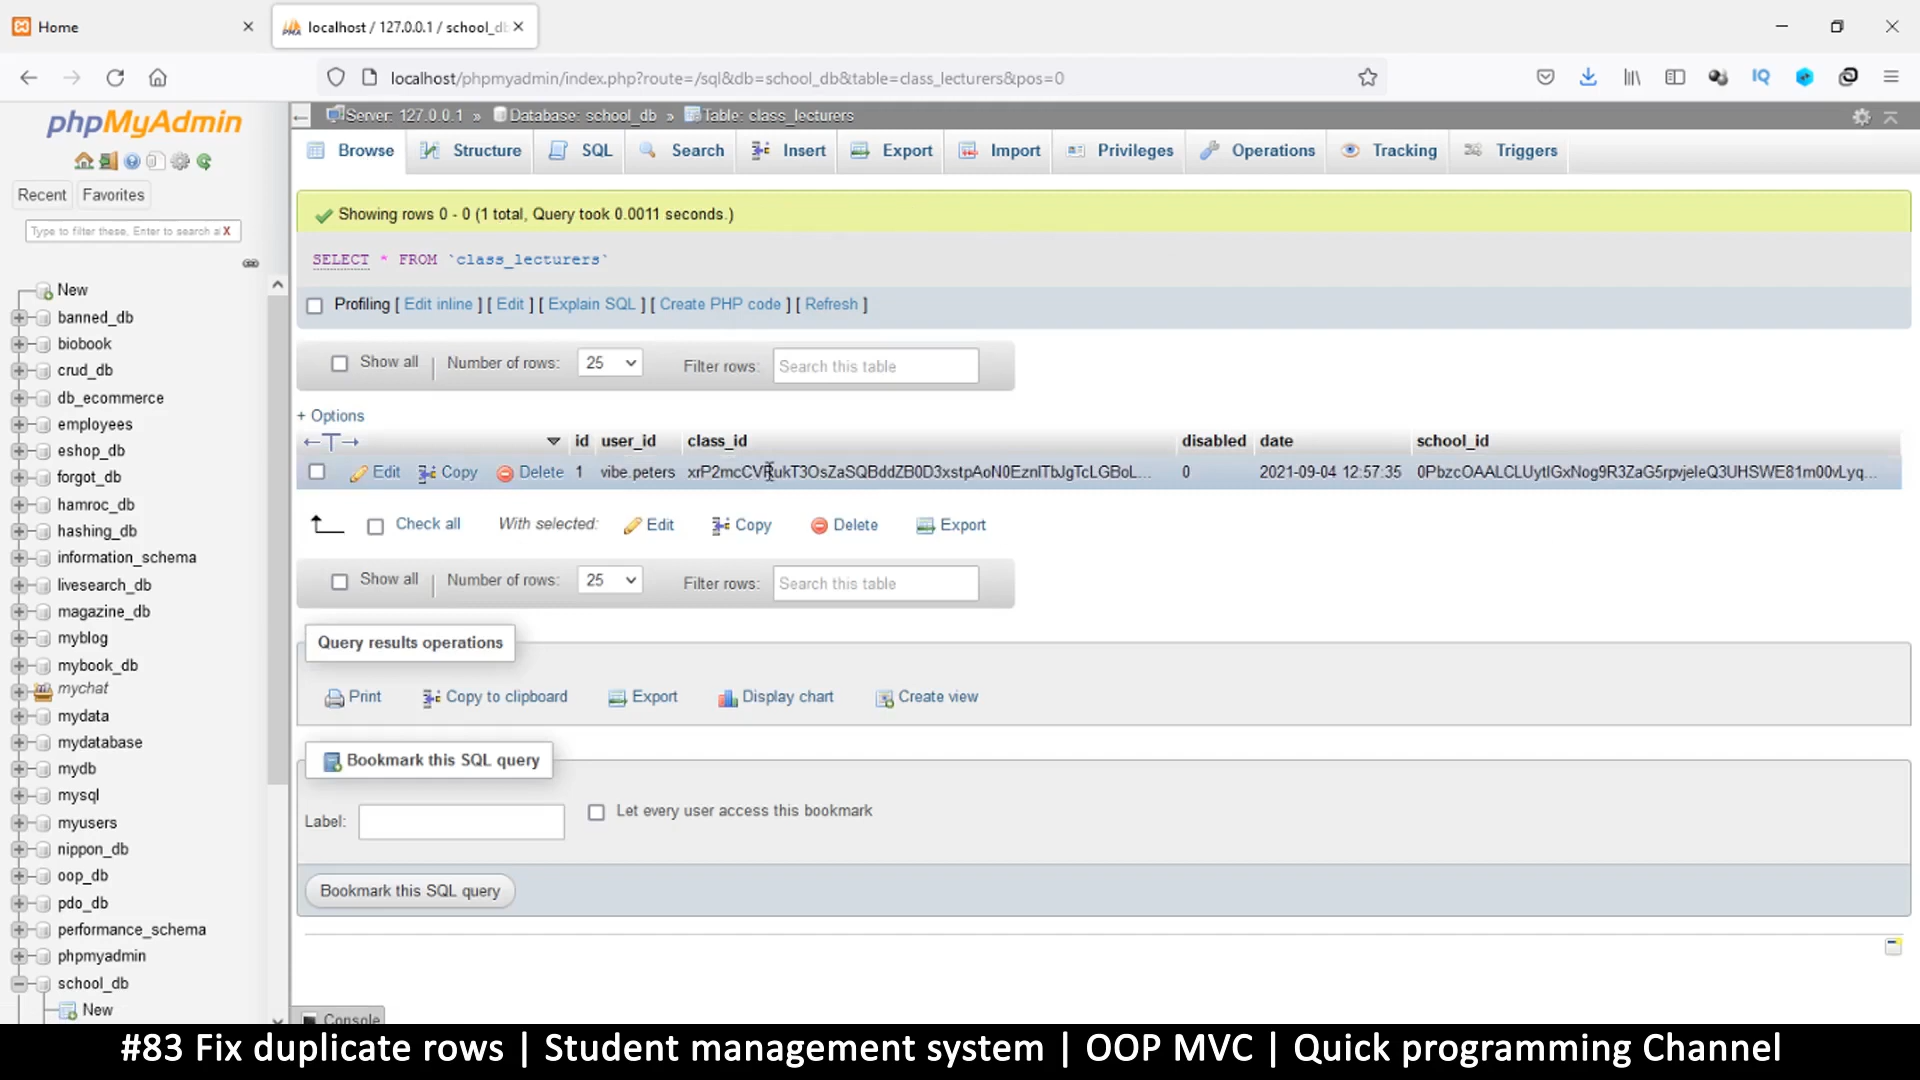 Home
localhost / 127.0.0.1 / school_db
localhost/phpmyadmin/index.php?route=/sql&db=school_db&table=class_lecturers&pos=0
IQ
phpMyAdmin
Recent
Favorites
Type to filter these, Enter to search a
X
New
banned_db
biobook
crud_db
db_ecommerce
employees
eshop_db
forgot_db
hamroc_db
hashing_db
information_schema
livesearch_db
magazine_db
myblog
mybook_db
mychat
mydata
mydatabase
mydb
mysql
myusers
nippon_db
oop_db
pdo_db
performance_schema
phpmyadmin
school_db
New
Server: 127.0.0.1 » Database: school_db » Table: class_lecturers
Browse Structure SQL Search Insert Export Import Privileges Operations Tracking Triggers
Showing rows 0 - 0 (1 total, Query took 0.0011 seconds.)
SELECT * FROM `class_lecturers`
Profiling [ Edit inline ] [ Edit ] [ Explain SQL ] [ Create PHP code ] [ Refresh ]
Show all | Number of rows: 25 Filter rows: Search this table
+ Options
←T→ id user_id class_id disabled date school_id
Edit Copy Delete 1 vibe.peters 0 2021-09-04 12:57:35
Check all With selected: Edit Copy Delete Export
Show all | Number of rows: 25 Filter rows: Search this table
Query results operations
Print Copy to clipboard Export Display chart Create view
Bookmark this SQL query
Label: Let every user access this bookmark
Bookmark this SQL query
Console
#83 Fix duplicate rows | Student management system | OOP MVC | Quick programming Channel